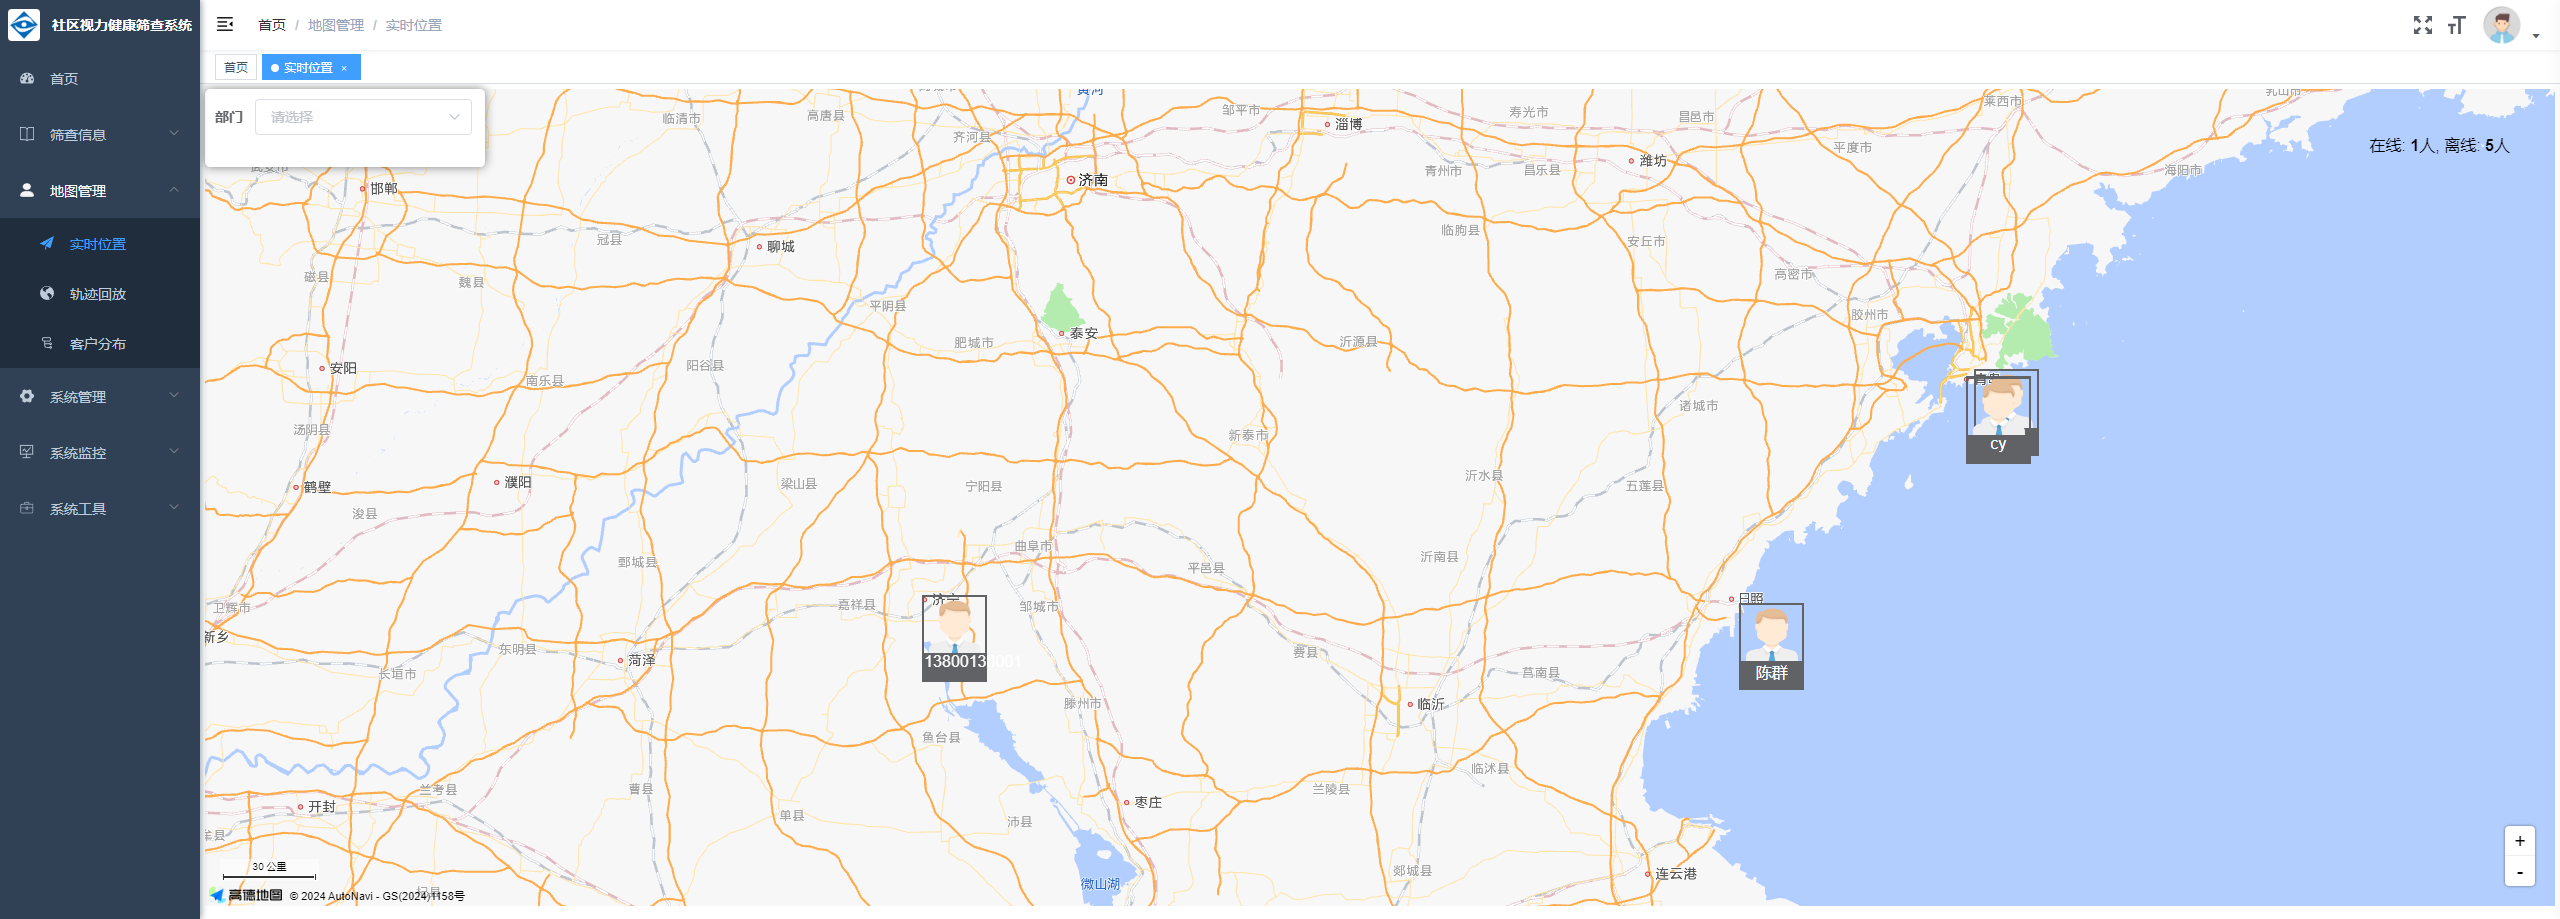 社区视力健康筛查系统
首页
筛查信息
地图管理
实时位置
轨迹回放
客户分布
系统管理
系统监控
系统工具
首页 / 地图管理 / 实时位置
首页
实时位置 ×
部门 请选择
在线: 1人, 离线: 5人
黄河
临清市
高唐县
齐河县
邹平市
淄博
寿光市
昌邑市
莱西市
乳山市
平度市
海阳市
潍坊
青州市
昌乐县
邯郸
济南
冠县
聊城
临朐县
安丘市
高密市
磁县
魏县
平阴县
胶州市
泰安
肥城市
沂源县
安阳
阳谷县
南乐县
诸城市
汤阴县
新泰市
cy
鹤壁
濮阳
梁山县
宁阳县
沂水县
五莲县
浚县
曲阜市
鄄城县
平邑县
沂南县
卫辉市
嘉祥县
济宁
邹城市
日照
新乡
东明县
菏泽
13800138001
费县
莒南县
陈群
长垣市
滕州市
临沂
鱼台县
临沭县
兰考县
曹县
兰陵县
开封
单县
沛县
枣庄
郯城县
连云港
微山湖
30 公里
高德地图 © 2024 AutoNavi - GS(2024)1158号
+
-